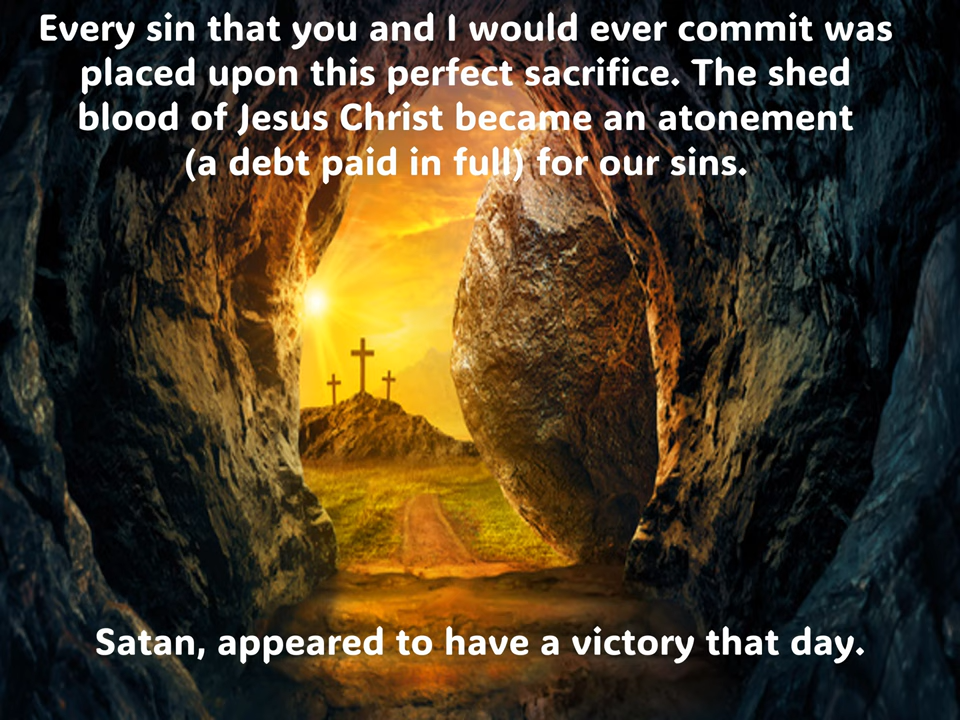 Every sin that you and I would ever commit was
placed upon this perfect sacrifice. The shed
blood of Jesus Christ became an atonement
(a debt paid in full) for our sins.
Satan, appeared to have a victory that day.